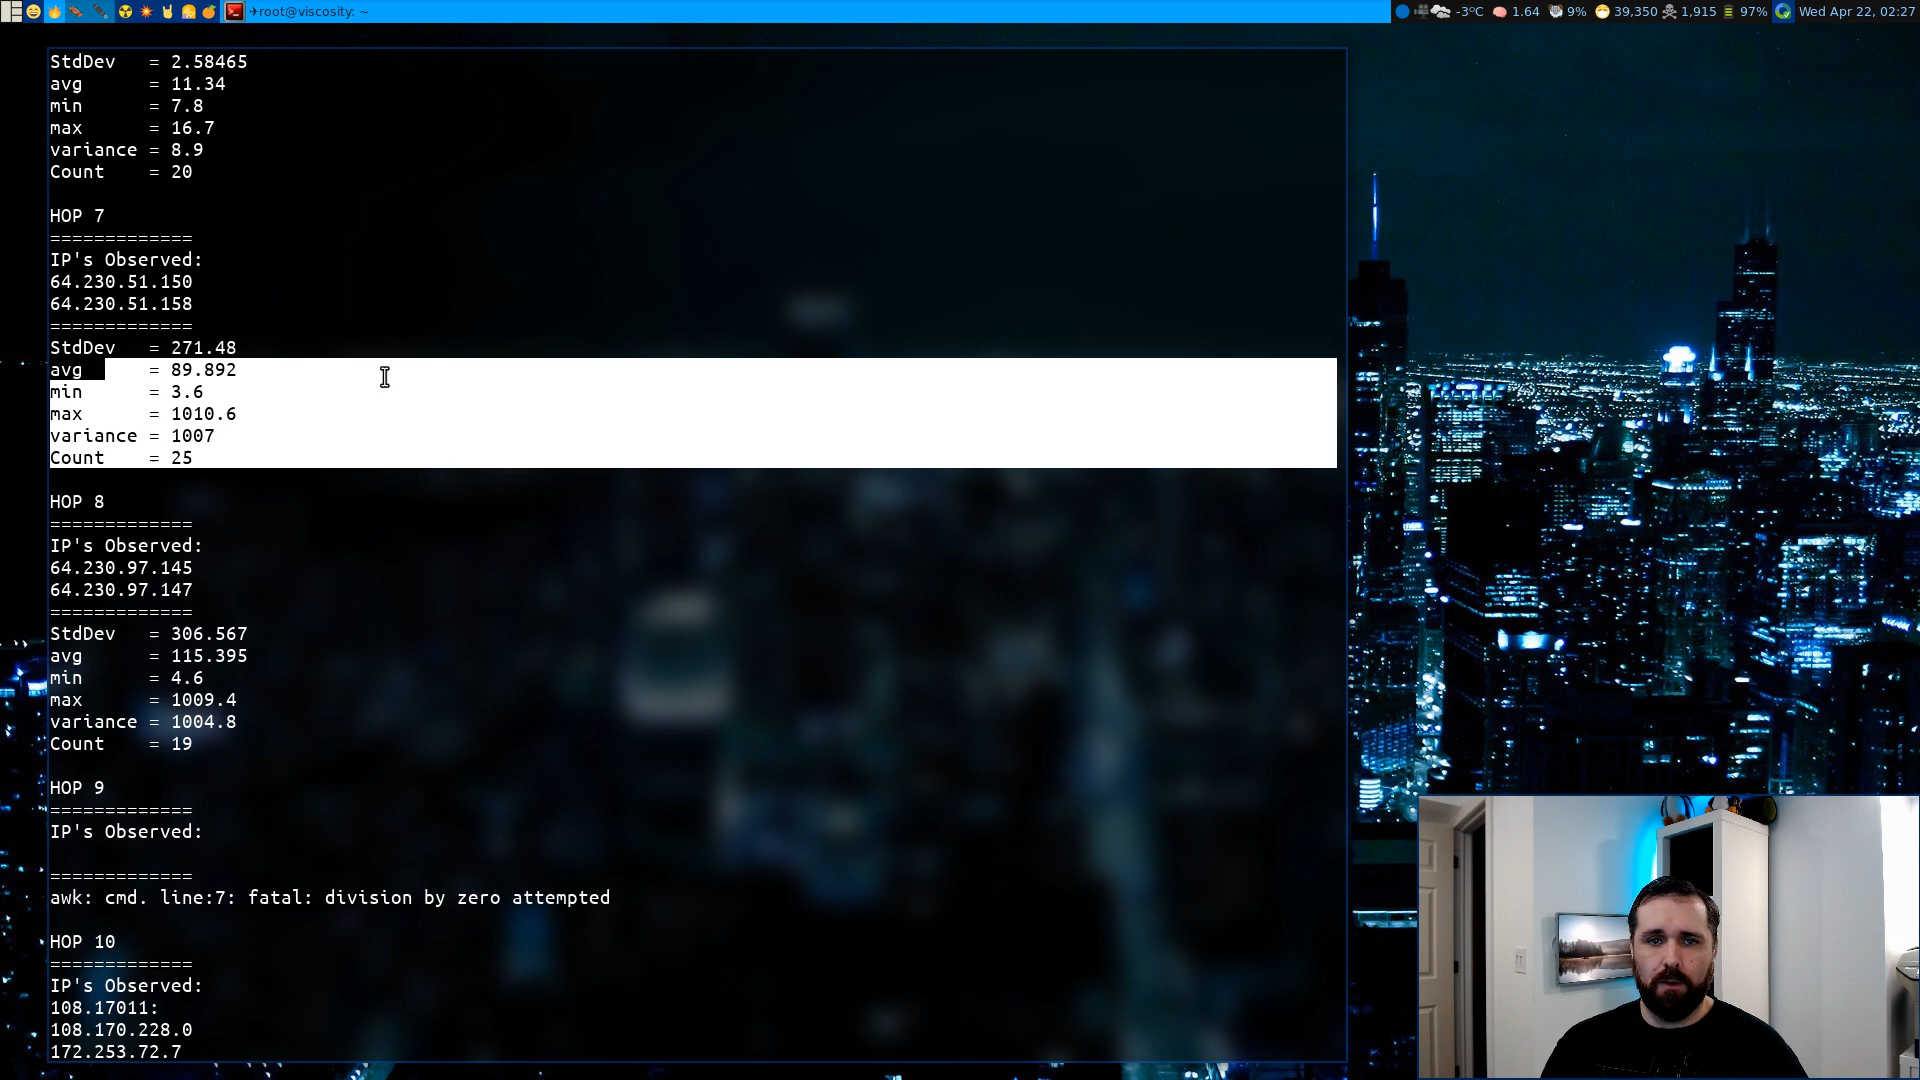 ✈root@viscosity: ~
-3ºC 1.64 9% 39,350 1,915 97% Wed Apr 22, 02:27
StdDev   = 2.58465
avg      = 11.34
min      = 7.8
max      = 16.7
variance = 8.9
Count    = 20
HOP 7
=============
IP's Observed:
64.230.51.150
64.230.51.158
=============
StdDev   = 271.48
avg      = 89.892
min      = 3.6
max      = 1010.6
variance = 1007
Count    = 25
HOP 8
=============
IP's Observed:
64.230.97.145
64.230.97.147
=============
StdDev   = 306.567
avg      = 115.395
min      = 4.6
max      = 1009.4
variance = 1004.8
Count    = 19
HOP 9
=============
IP's Observed:
=============
awk: cmd. line:7: fatal: division by zero attempted
HOP 10
=============
IP's Observed:
108.17011:
108.170.228.0
172.253.72.7